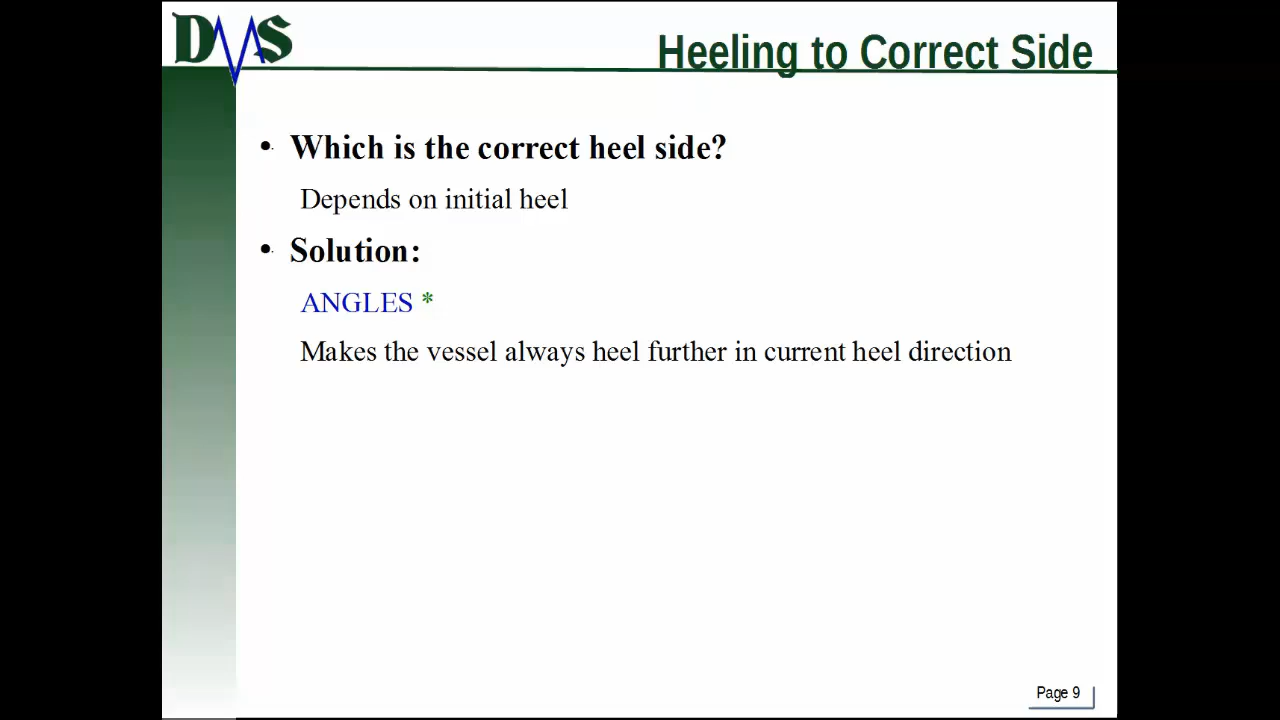 DMS
Heeling to Correct Side
• Which is the correct heel side?
Depends on initial heel
• Solution:
ANGLES *
Makes the vessel always heel further in current heel direction
Page 9